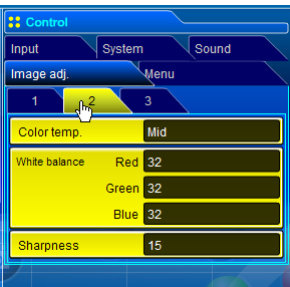 Control
Input System Sound
Image adj. Menu
1 2 3
Color temp. Mid
White balance Red 32
Green 32
Blue 32
Sharpness 15